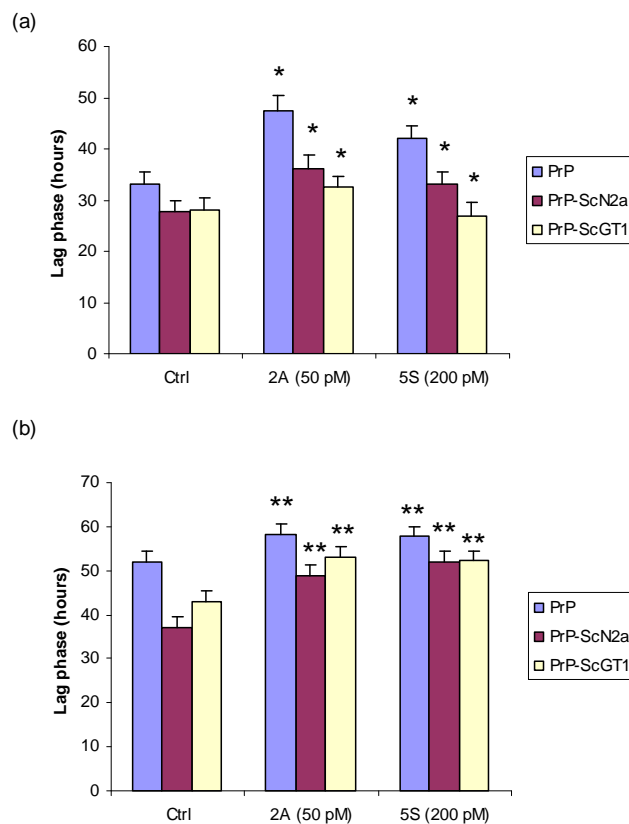 (a)
60
50
40
30
20
10
0
Lag phase (hours)
* * *
* * *
Ctrl 2A (50 pM) 5S (200 pM)
PrP
PrP-ScN2a
PrP-ScGT1
(b)
70
60
50
40
30
20
10
0
Lag phase (hours)
** ** **
** ** **
Ctrl 2A (50 pM) 5S (200 pM)
PrP
PrP-ScN2a
PrP-ScGT1